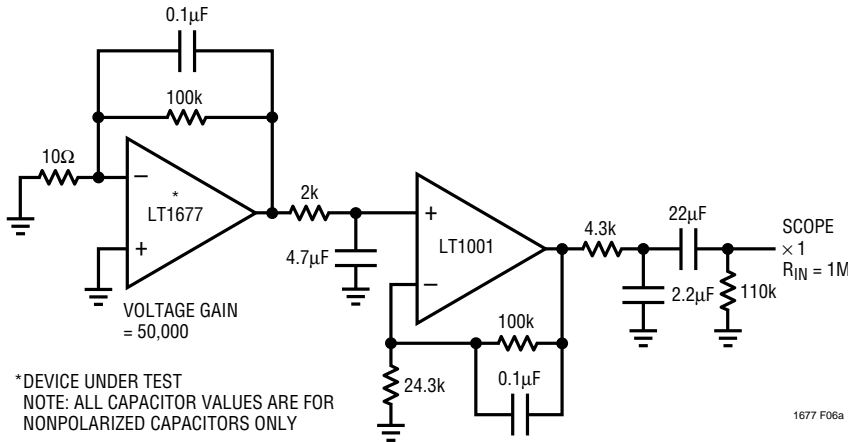 0.1µF
100k
10Ω
–
*
LT1677
+
VOLTAGE GAIN
= 50,000
2k
4.7µF
+
LT1001
–
4.3k
22µF
SCOPE
× 1
R_IN = 1M
2.2µF
110k
100k
24.3k
0.1µF
*DEVICE UNDER TEST
NOTE: ALL CAPACITOR VALUES ARE FOR
NONPOLARIZED CAPACITORS ONLY
1677 F06a